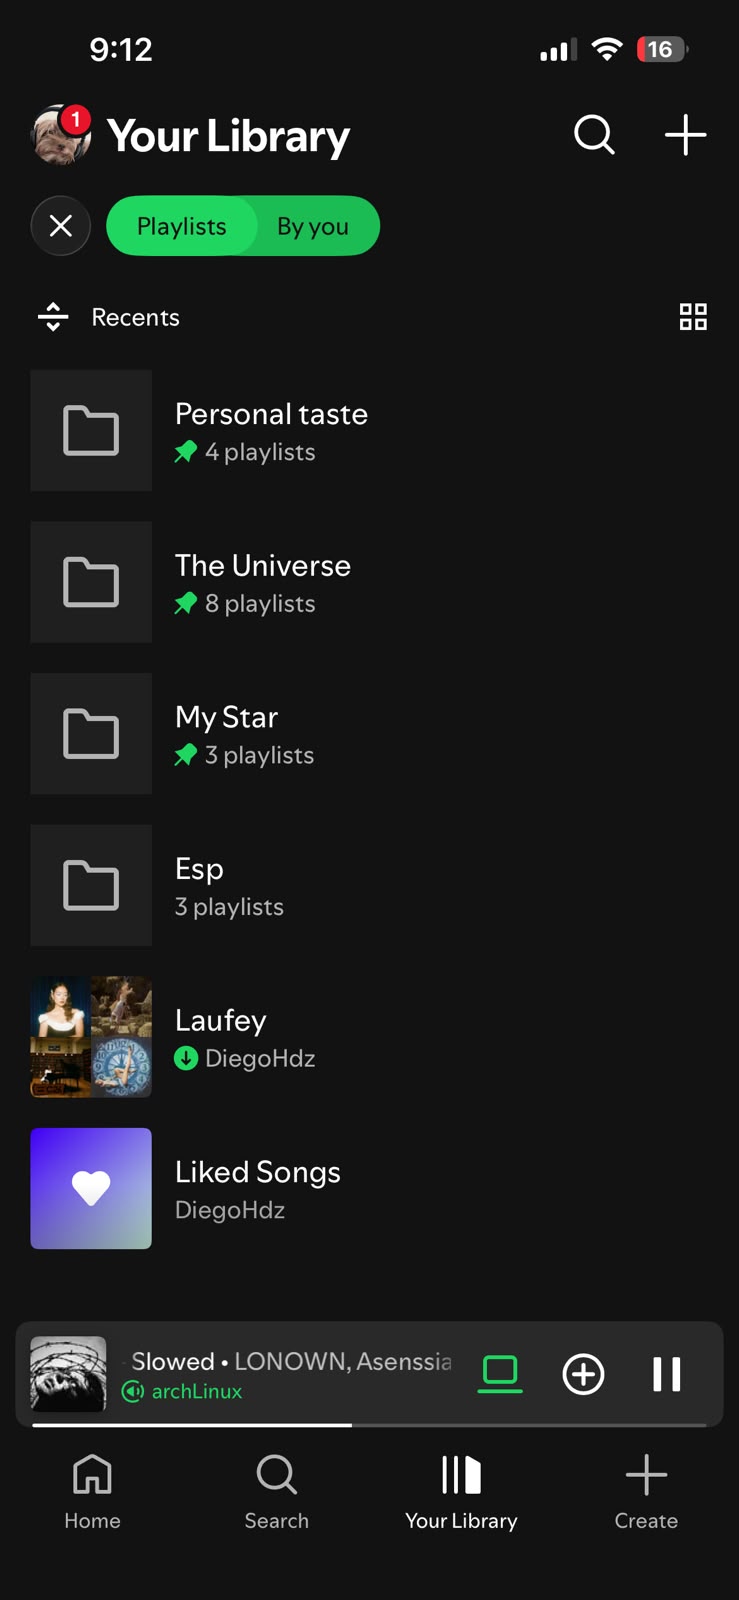 9:12
16
1
Your Library
Playlists
By you
Recents
Personal taste
4 playlists
The Universe
8 playlists
My Star
3 playlists
Esp
3 playlists
Laufey
DiegoHdz
Liked Songs
DiegoHdz
Slowed • LONOWN, Asenssia
archLinux
Home
Search
Your Library
Create